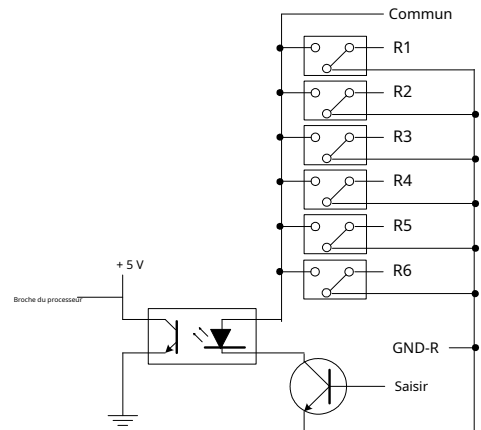 Commun
R1
R2
R3
R4
R5
R6
+ 5 V
Broche du processeur
GND-R
Saisir